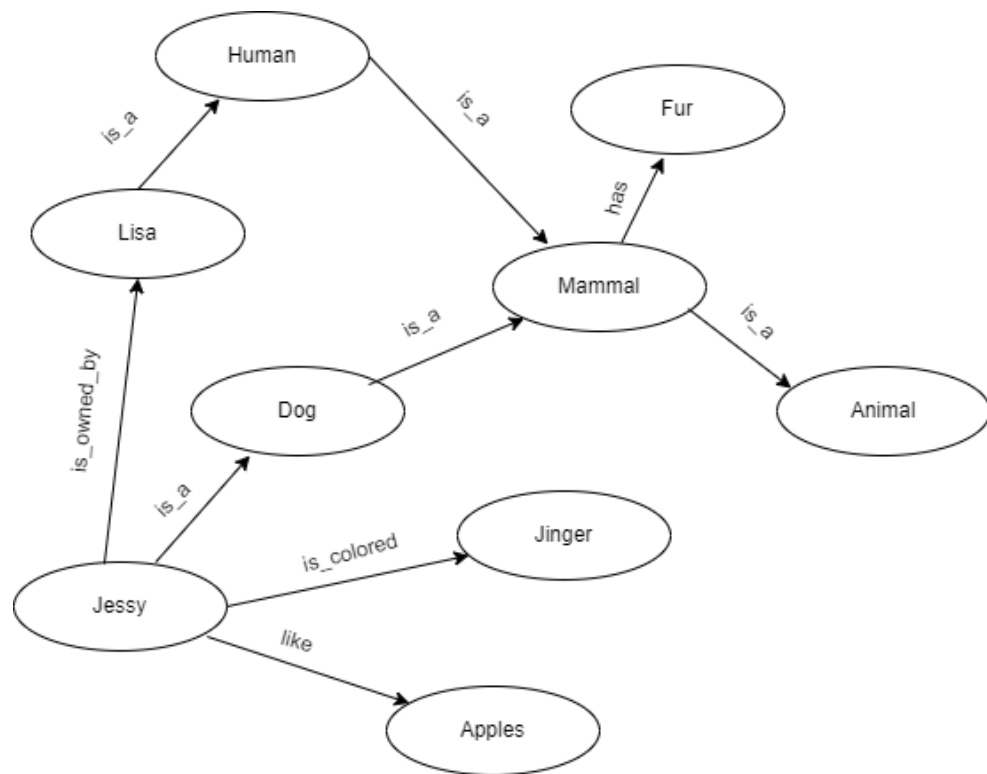 Human
is_a
is_a
Fur
has
Lisa
Mammal
is_a
is_a
is_owned_by
Dog
Animal
is_a
is_colored
Jinger
Jessy
like
Apples